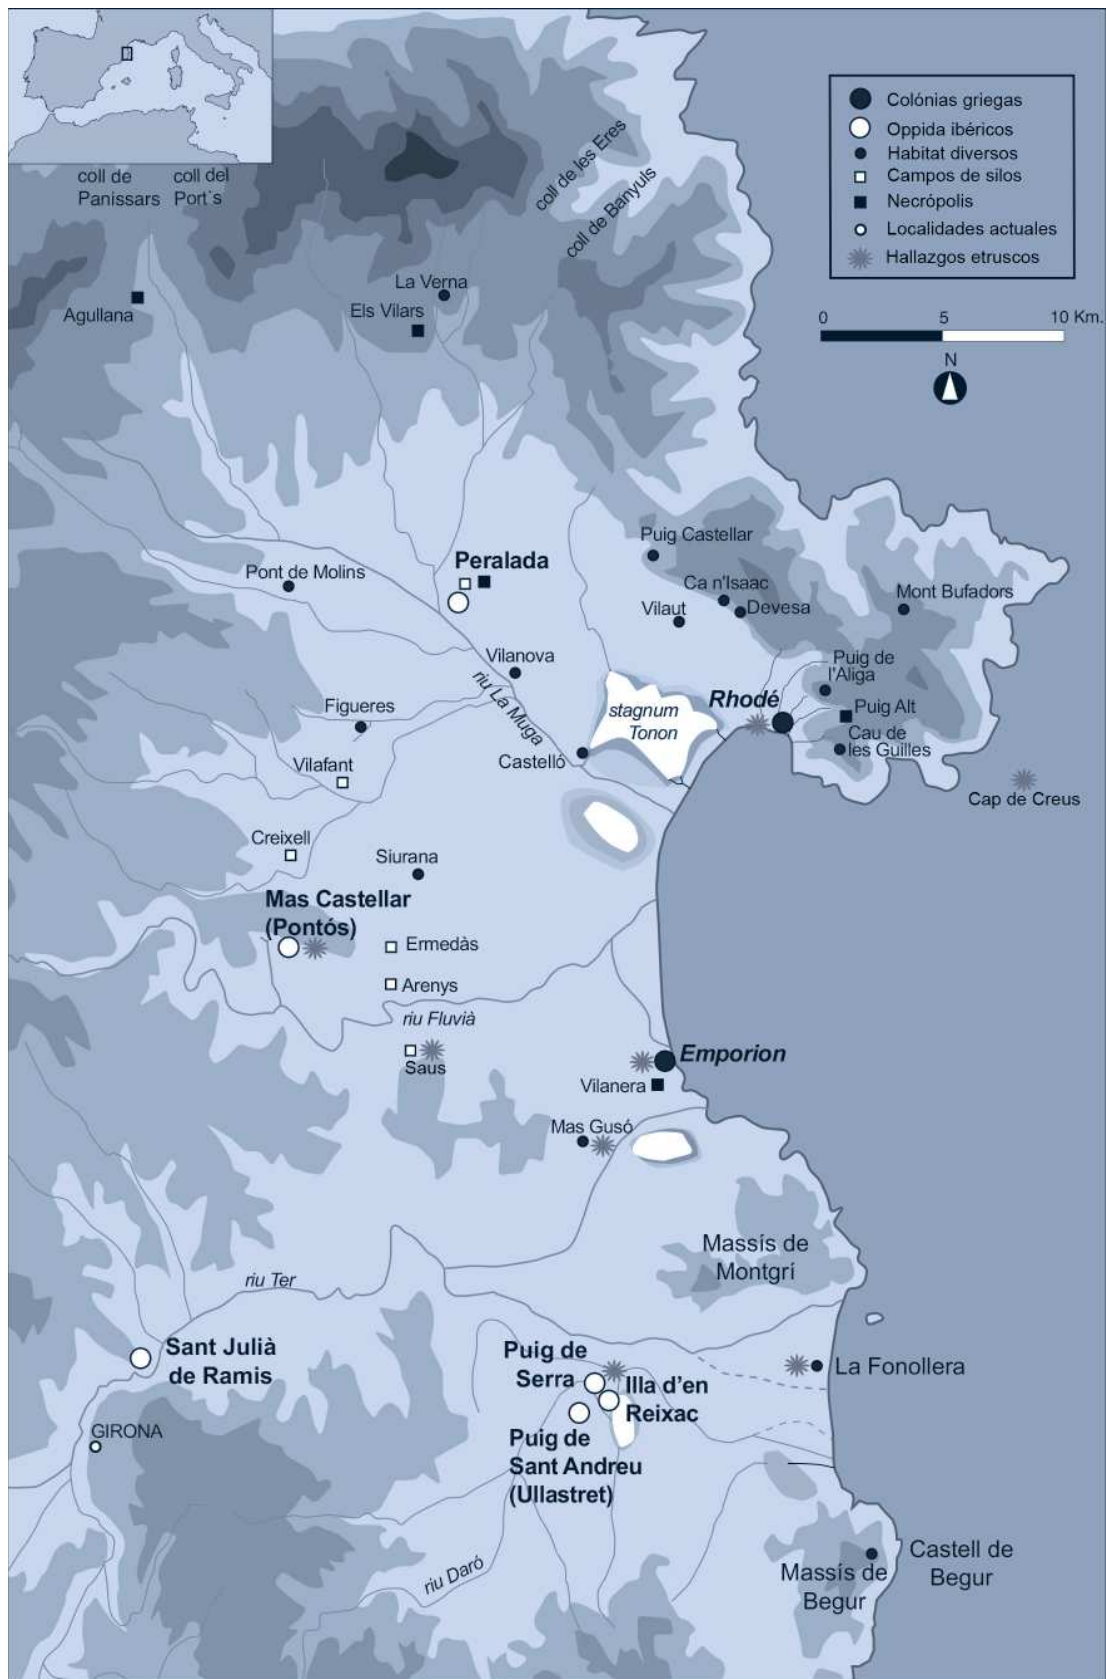 coll de
Panissars
coll del
Port's
coll de les Eres
coll de Banyuls
Colónias griegas
Oppida ibéricos
Habitat diversos
Campos de silos
Necrópolis
Localidades actuales
Hallazgos etruscos
0 5 10 Km.
N
La Verna
Els Vilars
Agullana
Puig Castellar
Peralada
Pont de Molins
Ca n'Isaac
Mont Bufadors
Vilaut
Devesa
Vilanova
Puig de
l'Aliga
riu La Muga
Rhodé
Figueres
stagnum
Tonon
Puig Alt
Cau de
les Guilles
Castelló
Vilafant
Cap de Creus
Creixell
Siurana
Mas Castellar
(Pontós)
Ermedàs
Arenys
riu Fluvià
Emporion
Saus
Vilanera
Mas Gusó
Massís de
Montgrí
riu Ter
Sant Julià
de Ramis
Puig de
Serra
La Fonollera
Illa d'en
Reixac
GIRONA
Puig de
Sant Andreu
(Ullastret)
riu Daró
Castell de
Begur
Massís de
Begur